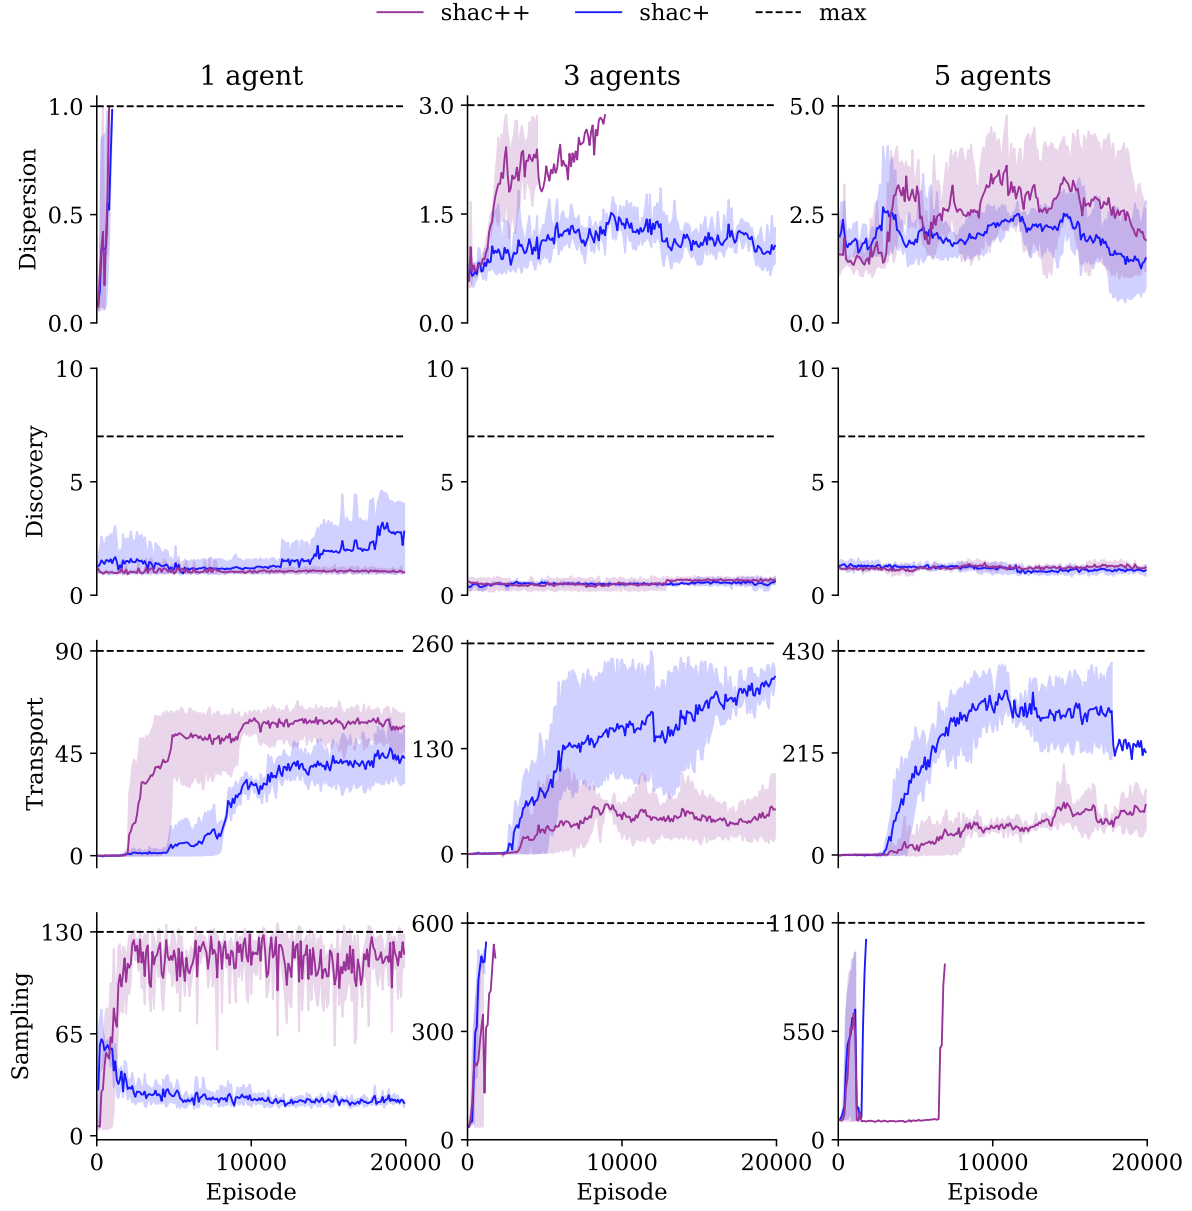 shac++ shac+ max
1 agent 3 agents 5 agents
Dispersion
1.0 0.5 0.0
3.0 1.5 0.0
5.0 2.5 0.0
Discovery
10 5 0
10 5 0
10 5 0
Transport
90 45 0
260 130 0
430 215 0
Sampling
130 65 0
600 300 0
1100 550 0
0 10000 20000
0 10000 20000
0 10000 20000
Episode Episode Episode